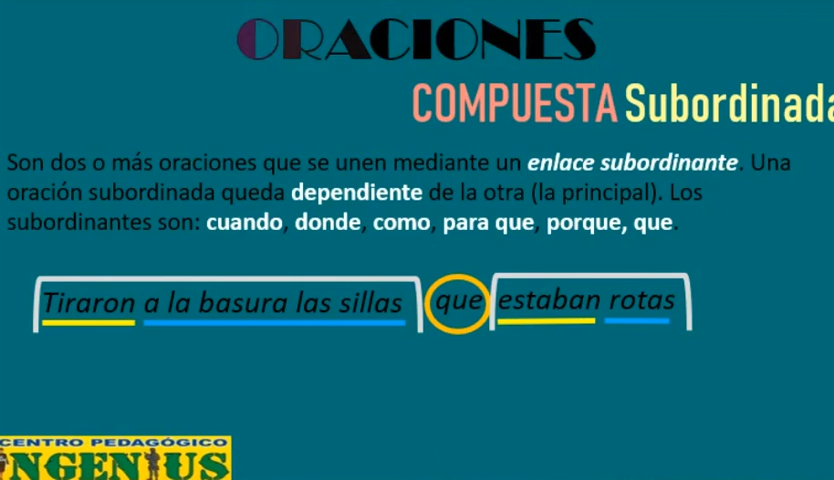 ORACIONES
COMPUESTA Subordinada
Son dos o más oraciones que se unen mediante un enlace subordinante. Una
oración subordinada queda dependiente de la otra (la principal). Los
subordinantes son: cuando, donde, como, para que, porque, que.
Tiraron a la basura las sillas que estaban rotas
CENTRO PEDAGÓGICO
INGENIUS